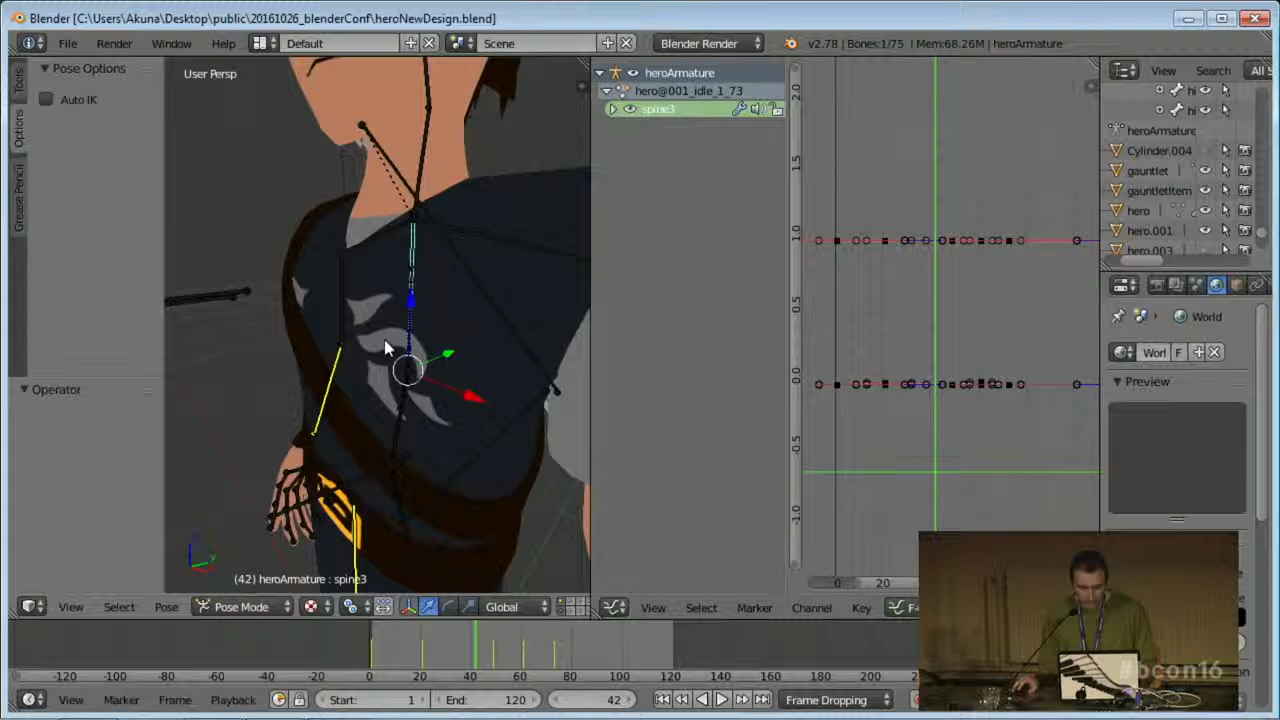 Blender [C:\Users\Akuna\Desktop\public\20161026_blenderConf\heroNewDesign.blend]
File Render Window Help Default Scene Blender Render v2.78 | Bones:1/75 | Mem:68.26M | heroArmature
Pose Options
Auto IK
Tools
Options
Grease Pencil
Operator
User Persp
(42) heroArmature : spine3
View Select Pose Pose Mode Global
heroArmature
hero@001_idle_1_73
spine3
2.0
1.5
1.0
0.5
0.0
-0.5
-1.0
0 20
View Select Marker Channel Key
View Search All S
heroArmature
Cylinder.004
gauntlet
gauntletItem
hero
hero.001
hero.003
World
Worl F
Preview
-120 -100 -80 -60 -40 -20 0 20 40 60 80 100 120 140 160 180 200
View Marker Frame Playback Start: 1 End: 120 42 Frame Dropping
#bcon16